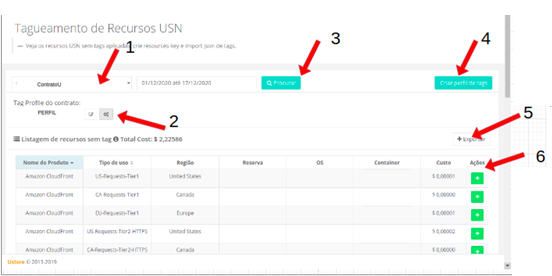 Tagueamento de Recursos USN
— Veja os recursos USN sem tags aplicadas, crie resources key e import json de tags.
1
3
4
ContratoU
01/12/2020 até 17/12/2020
Procurar
Criar perfil de tags
Tag Profile do contrato:
PERFIL
2
5
Listagem de recursos sem tag Total Cost: $ 2,22586
+ Exportar
6
Nome do Produto Tipo de uso Região Reserva OS Container Custo Ações
Amazon CloudFront US-Requests-Tier1 United States $ 0,00001 +
Amazon CloudFront CA-Requests-Tier1 Canada $ 0,00000 +
Amazon CloudFront EU-Requests-Tier1 Europe $ 0,00001 +
Amazon CloudFront US-Requests-Tier2-HTTPS United States $ 0,00002 +
Amazon CloudFront CA-Requests-Tier2-HTTPS Canada $ 0,00000 +
Ustore © 2013-2019